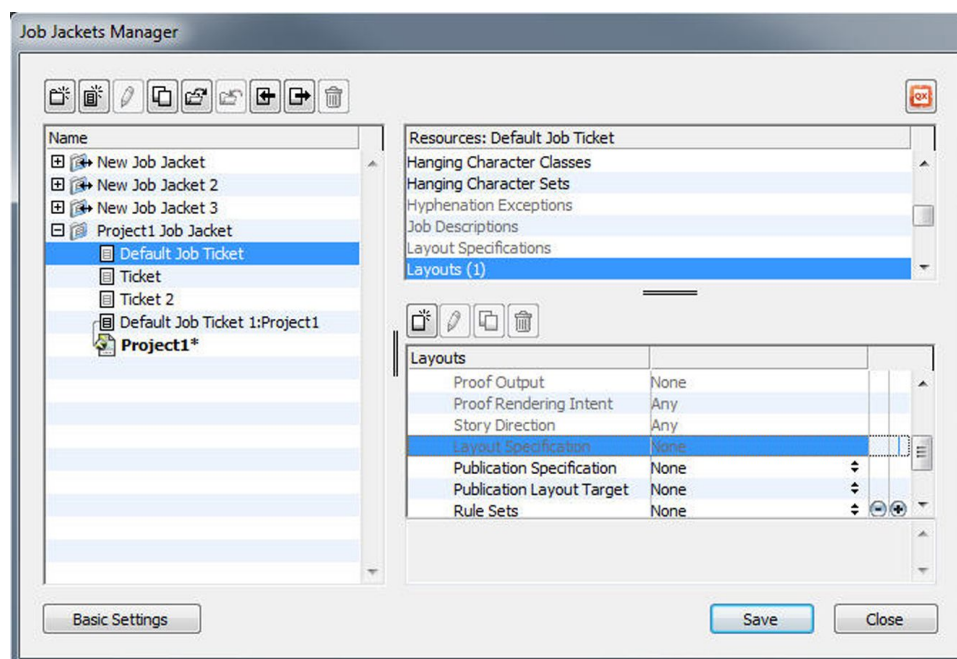 Job Jackets Manager
QX
Name
New Job Jacket
New Job Jacket 2
New Job Jacket 3
Project1 Job Jacket
Default Job Ticket
Ticket
Ticket 2
Default Job Ticket 1:Project1
Project1*
Resources: Default Job Ticket
Hanging Character Classes
Hanging Character Sets
Hyphenation Exceptions
Job Descriptions
Layout Specifications
Layouts (1)
Layouts
Proof Output None
Proof Rendering Intent Any
Story Direction Any
Layout Specification None
Publication Specification None
Publication Layout Target None
Rule Sets None
Basic Settings
Save
Close